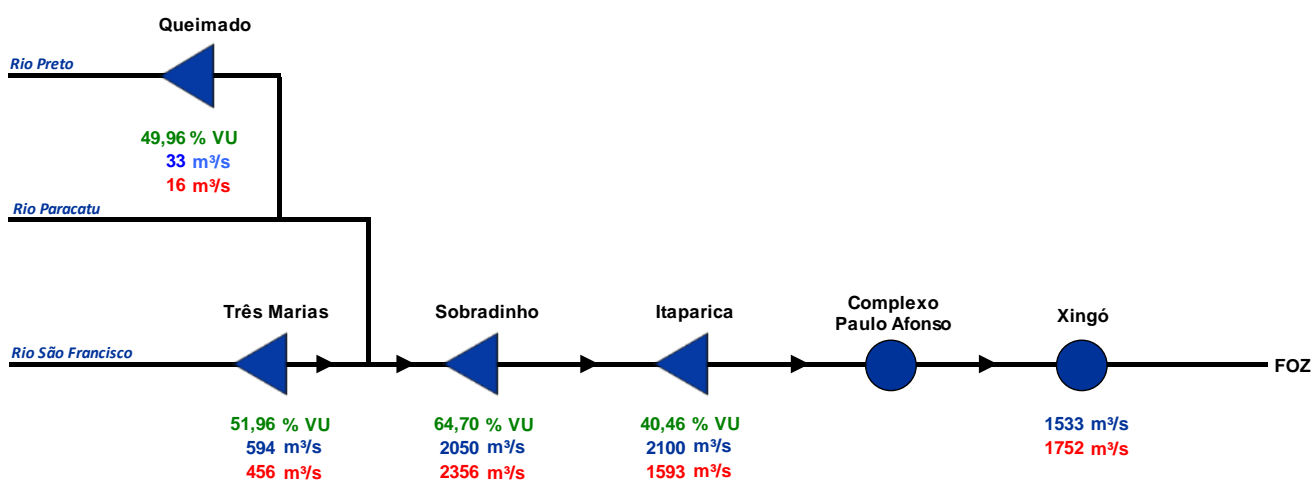 Queimado
Rio Preto
49,96 % VU
33 m³/s
16 m³/s
Rio Paracatu
Três Marias
Sobradinho
Itaparica
Complexo
Paulo Afonso
Xingó
Rio São Francisco
FOZ
51,96 % VU
594 m³/s
456 m³/s
64,70 % VU
2050 m³/s
2356 m³/s
40,46 % VU
2100 m³/s
1593 m³/s
1533 m³/s
1752 m³/s